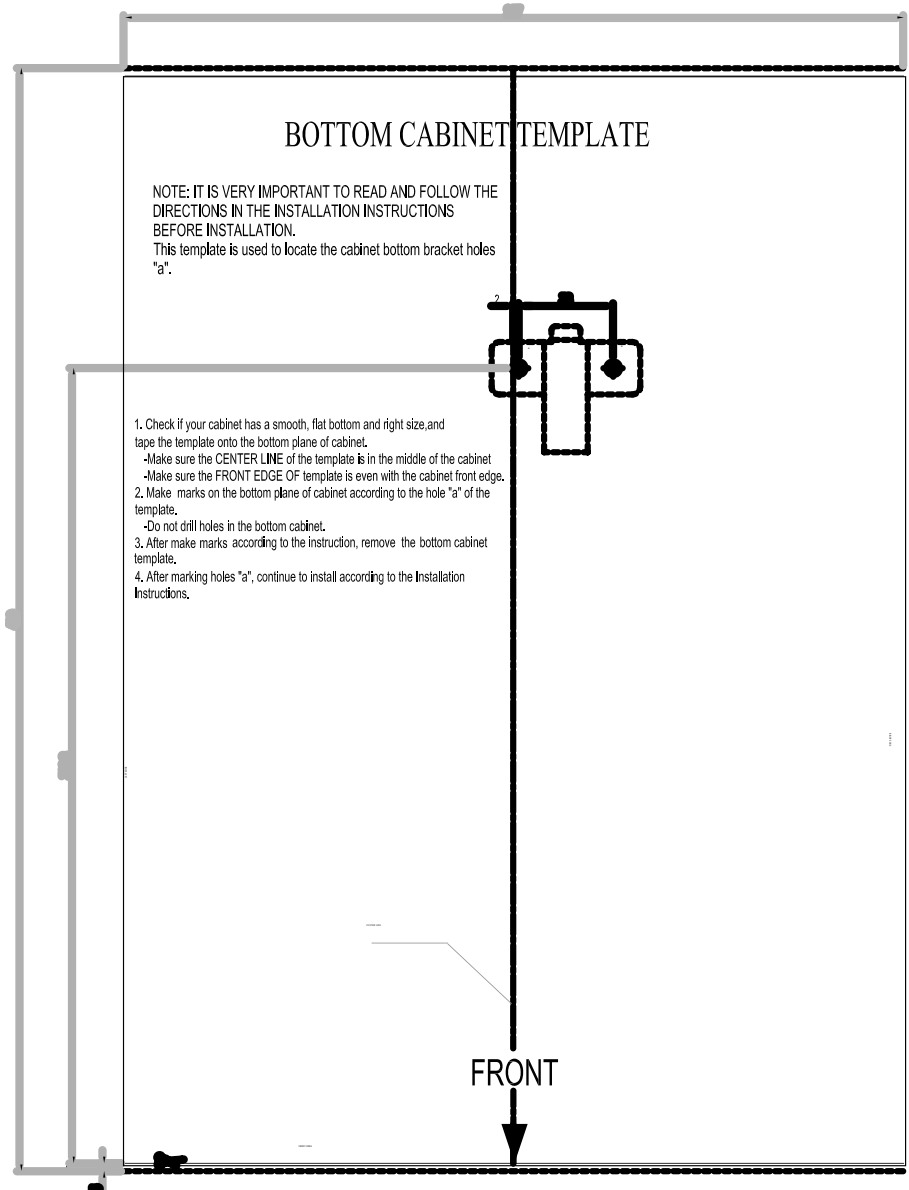 BOTTOM CABINET TEMPLATE
NOTE: IT IS VERY IMPORTANT TO READ AND FOLLOW THE
DIRECTIONS IN THE INSTALLATION INSTRUCTIONS
BEFORE INSTALLATION.
This template is used to locate the cabinet bottom bracket holes
"a".
2
1. Check if your cabinet has a smooth, flat bottom and right size,and
tape the template onto the bottom plane of cabinet.
-Make sure the CENTER LINE of the template is in the middle of the cabinet
-Make sure the FRONT EDGE OF template is even with the cabinet front edge.
2. Make marks on the bottom plane of cabinet according to the hole "a" of the
template.
-Do not drill holes in the bottom cabinet.
3. After make marks according to the instruction, remove the bottom cabinet
template.
4. After marking holes "a", continue to install according to the Installation
Instructions.
FRONT